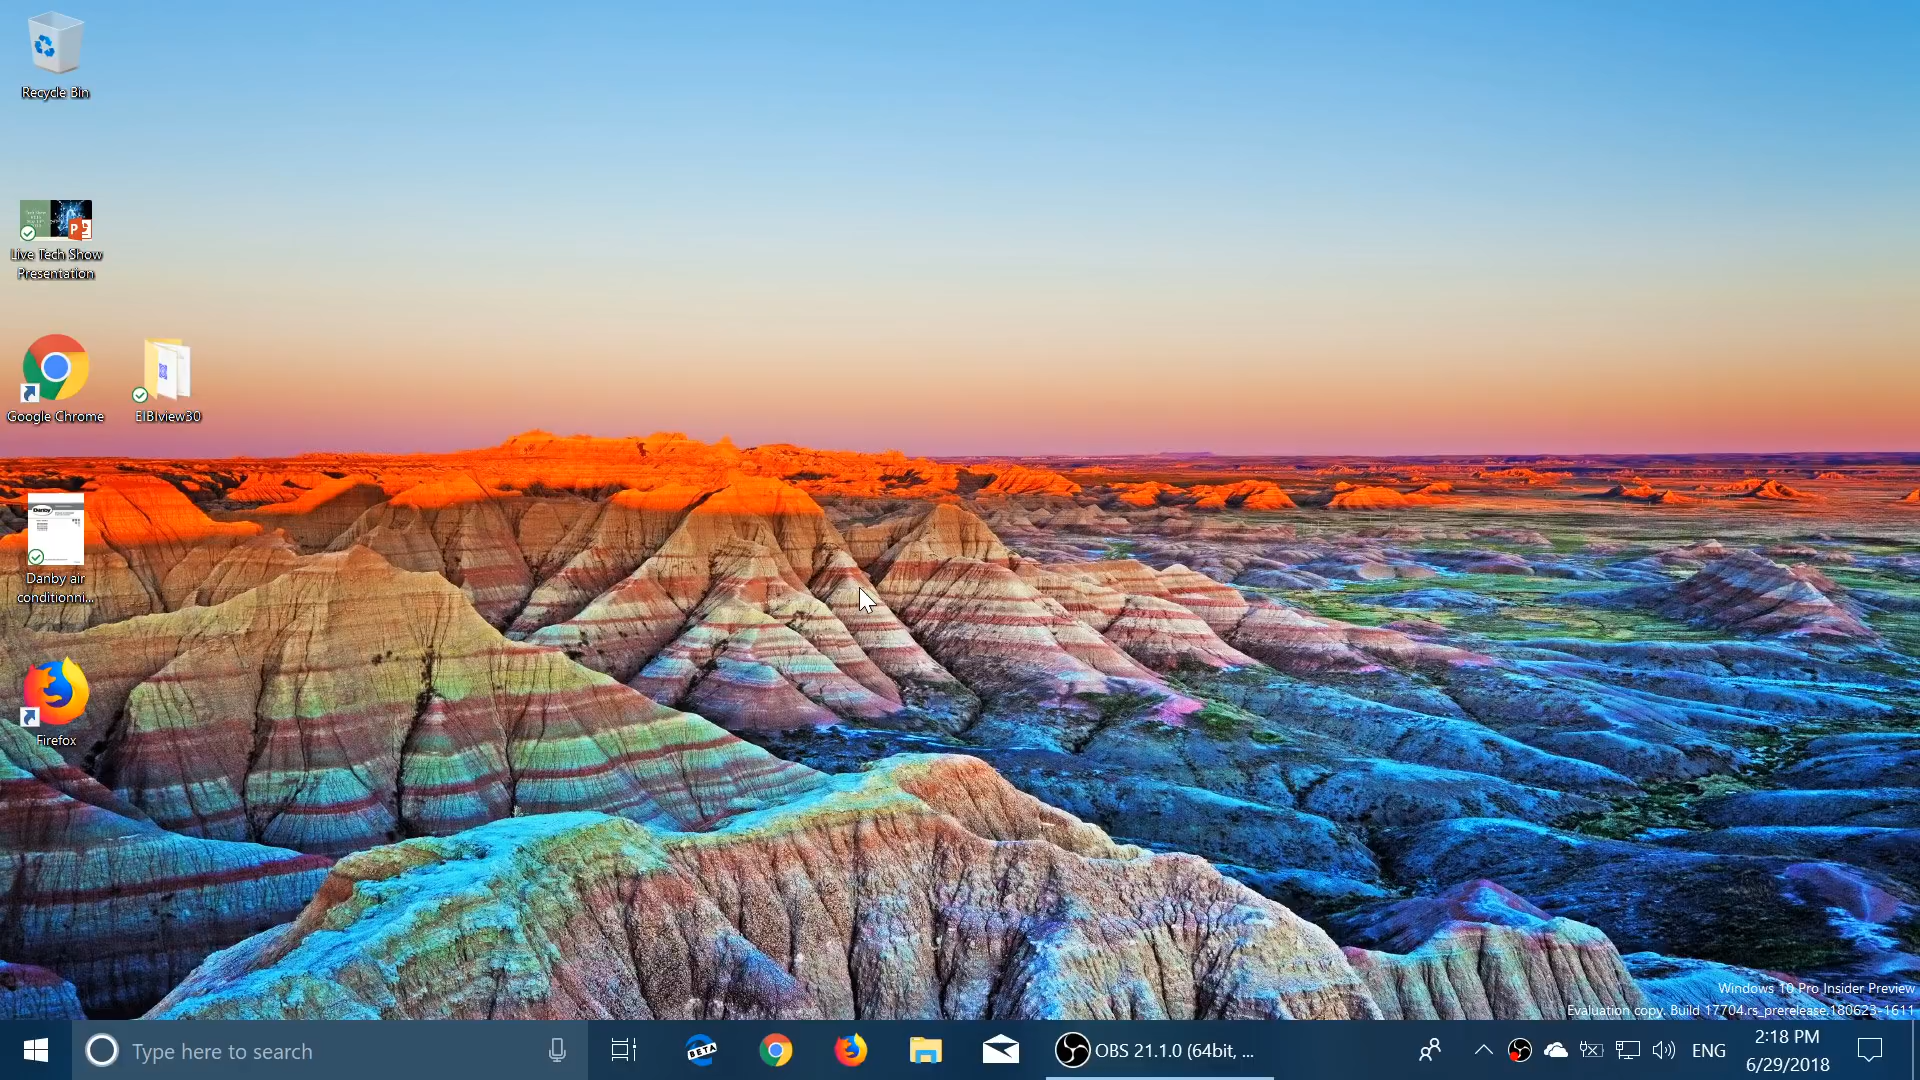 Recycle Bin
Live Tech Show
Presentation
Google Chrome
EIBIview30
Danby
Danby air
conditionni...
Firefox
Windows 10 Pro Insider Preview
Evaluation copy. Build 17704.rs_prerelease.180623-1611
Type here to search
BETA
OBS 21.1.0 (64bit, ...
ENG
2:18 PM
6/29/2018